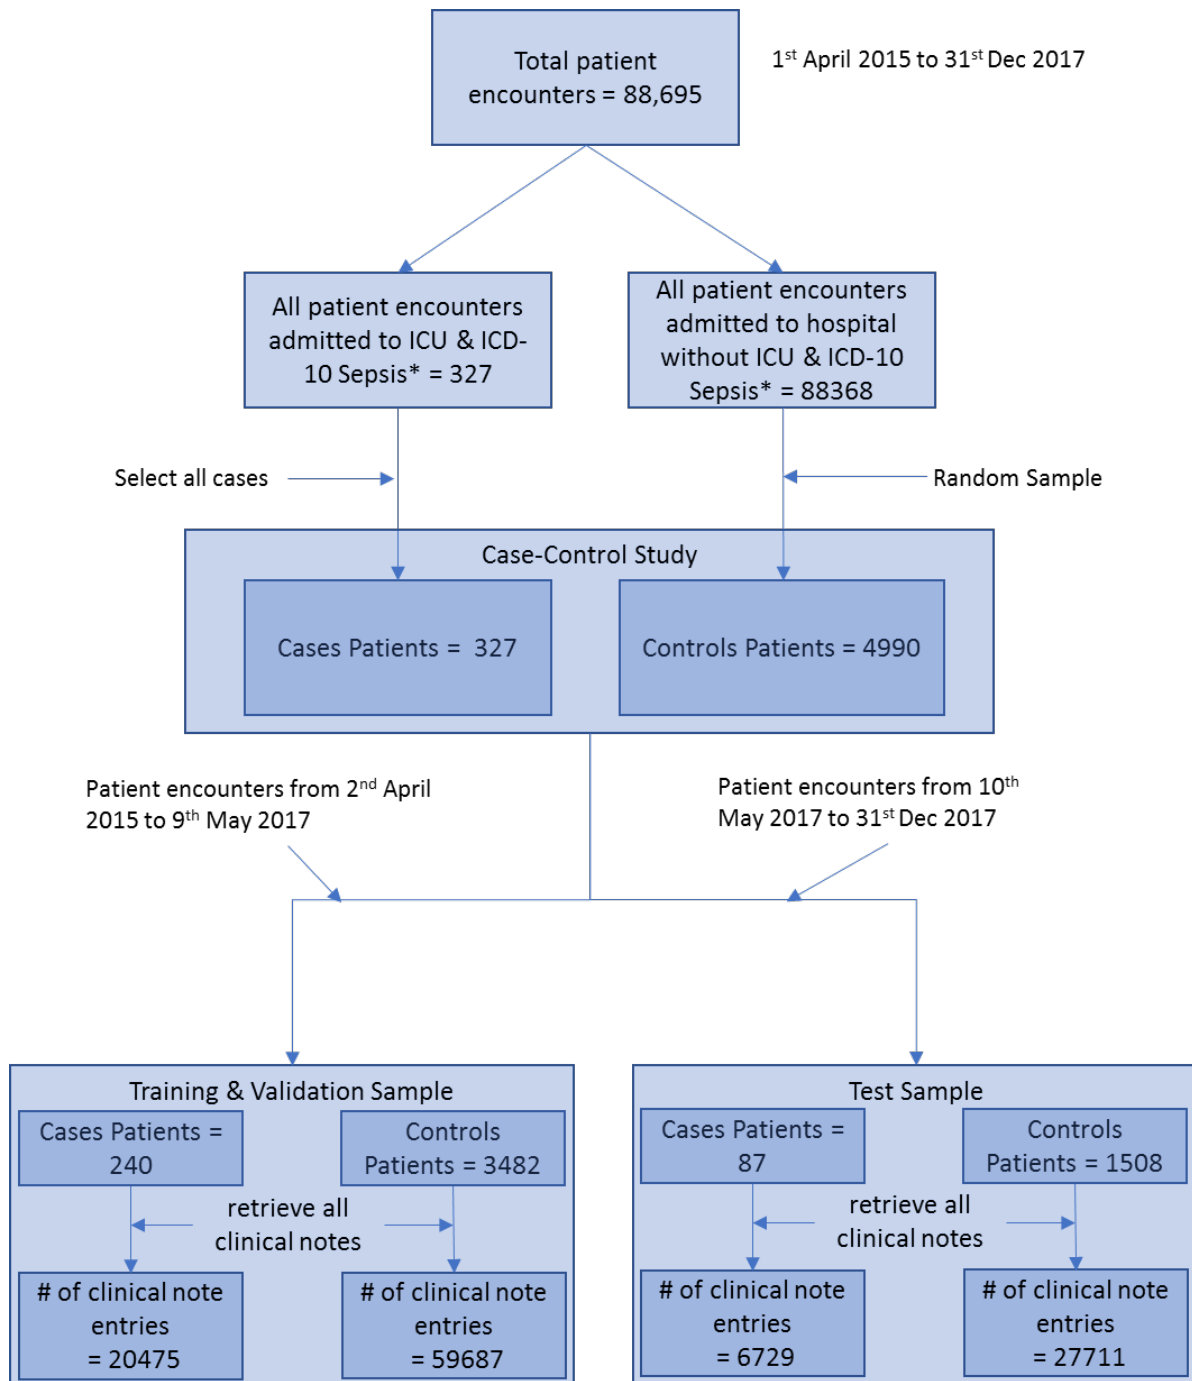 Total patient
encounters = 88,695
1st April 2015 to 31st Dec 2017
All patient encounters
admitted to ICU & ICD-
10 Sepsis* = 327
All patient encounters
admitted to hospital
without ICU & ICD-10
Sepsis* = 88368
Select all cases
Random Sample
Case-Control Study
Cases Patients = 327
Controls Patients = 4990
Patient encounters from 2nd April
2015 to 9th May 2017
Patient encounters from 10th
May 2017 to 31st Dec 2017
Training & Validation Sample
Cases Patients =
240
Controls
Patients = 3482
retrieve all
clinical notes
# of clinical note
entries
= 20475
# of clinical note
entries
= 59687
Test Sample
Cases Patients =
87
Controls
Patients = 1508
retrieve all
clinical notes
# of clinical note
entries
= 6729
# of clinical note
entries
= 27711